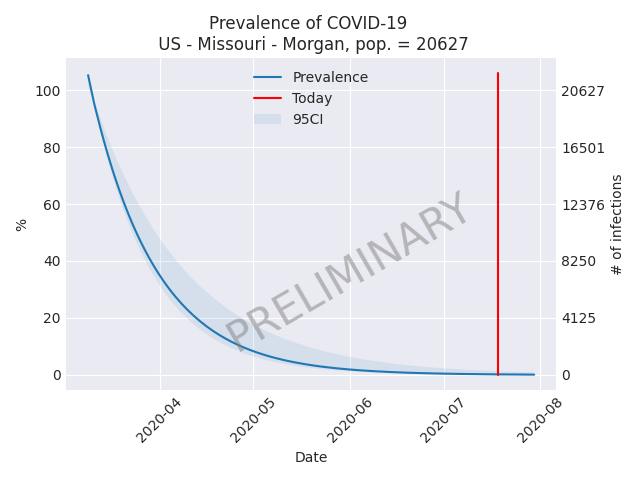 Prevalence of COVID-19
US - Missouri - Morgan, pop. = 20627
Prevalence
Today
95CI
100
80
60
40
20
0
%
20627
16501
12376
8250
4125
0
# of infections
PRELIMINARY
2020-04
2020-05
2020-06
2020-07
2020-08
Date